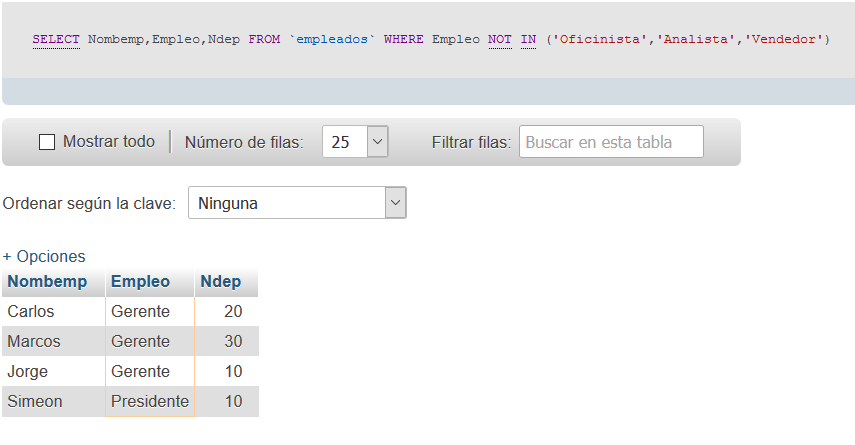 SELECT Nombemp,Empleo,Ndep FROM `empleados` WHERE Empleo NOT IN ('Oficinista','Analista','Vendedor')
Mostrar todo Número de filas: 25 Filtrar filas: Buscar en esta tabla
Ordenar según la clave: Ninguna
+ Opciones
Nombemp Empleo Ndep
Carlos Gerente 20
Marcos Gerente 30
Jorge Gerente 10
Simeon Presidente 10